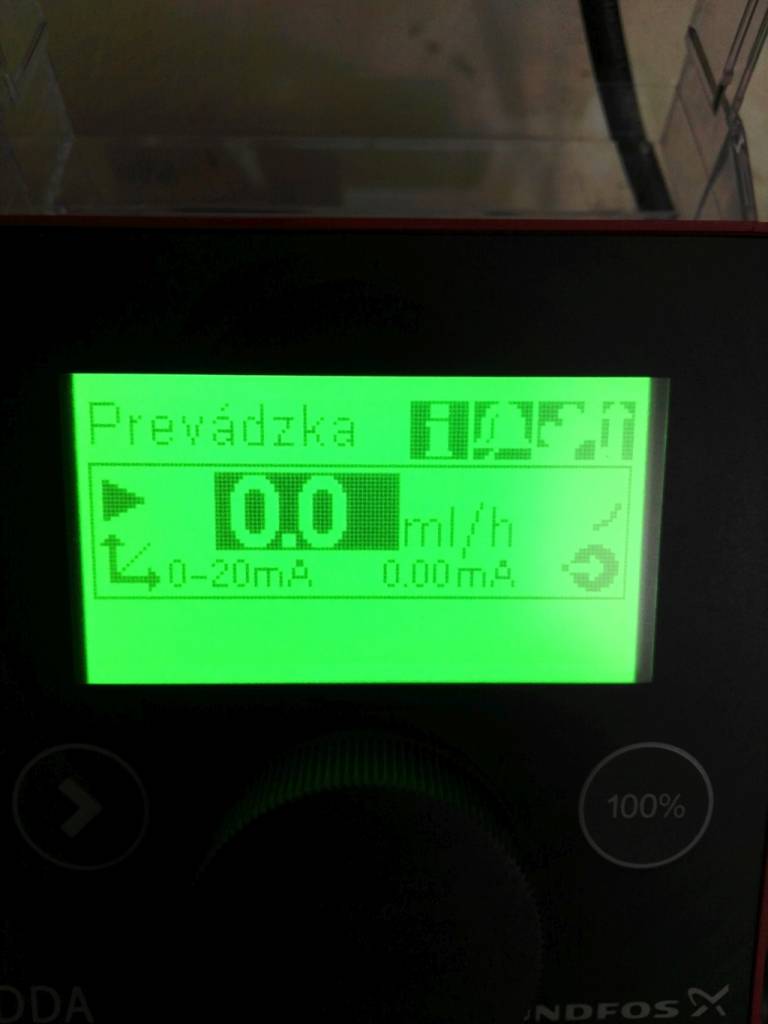 Prevádzka
0.0 ml/h
0-20mA 0.00mA
100%
DDA
NDFOS